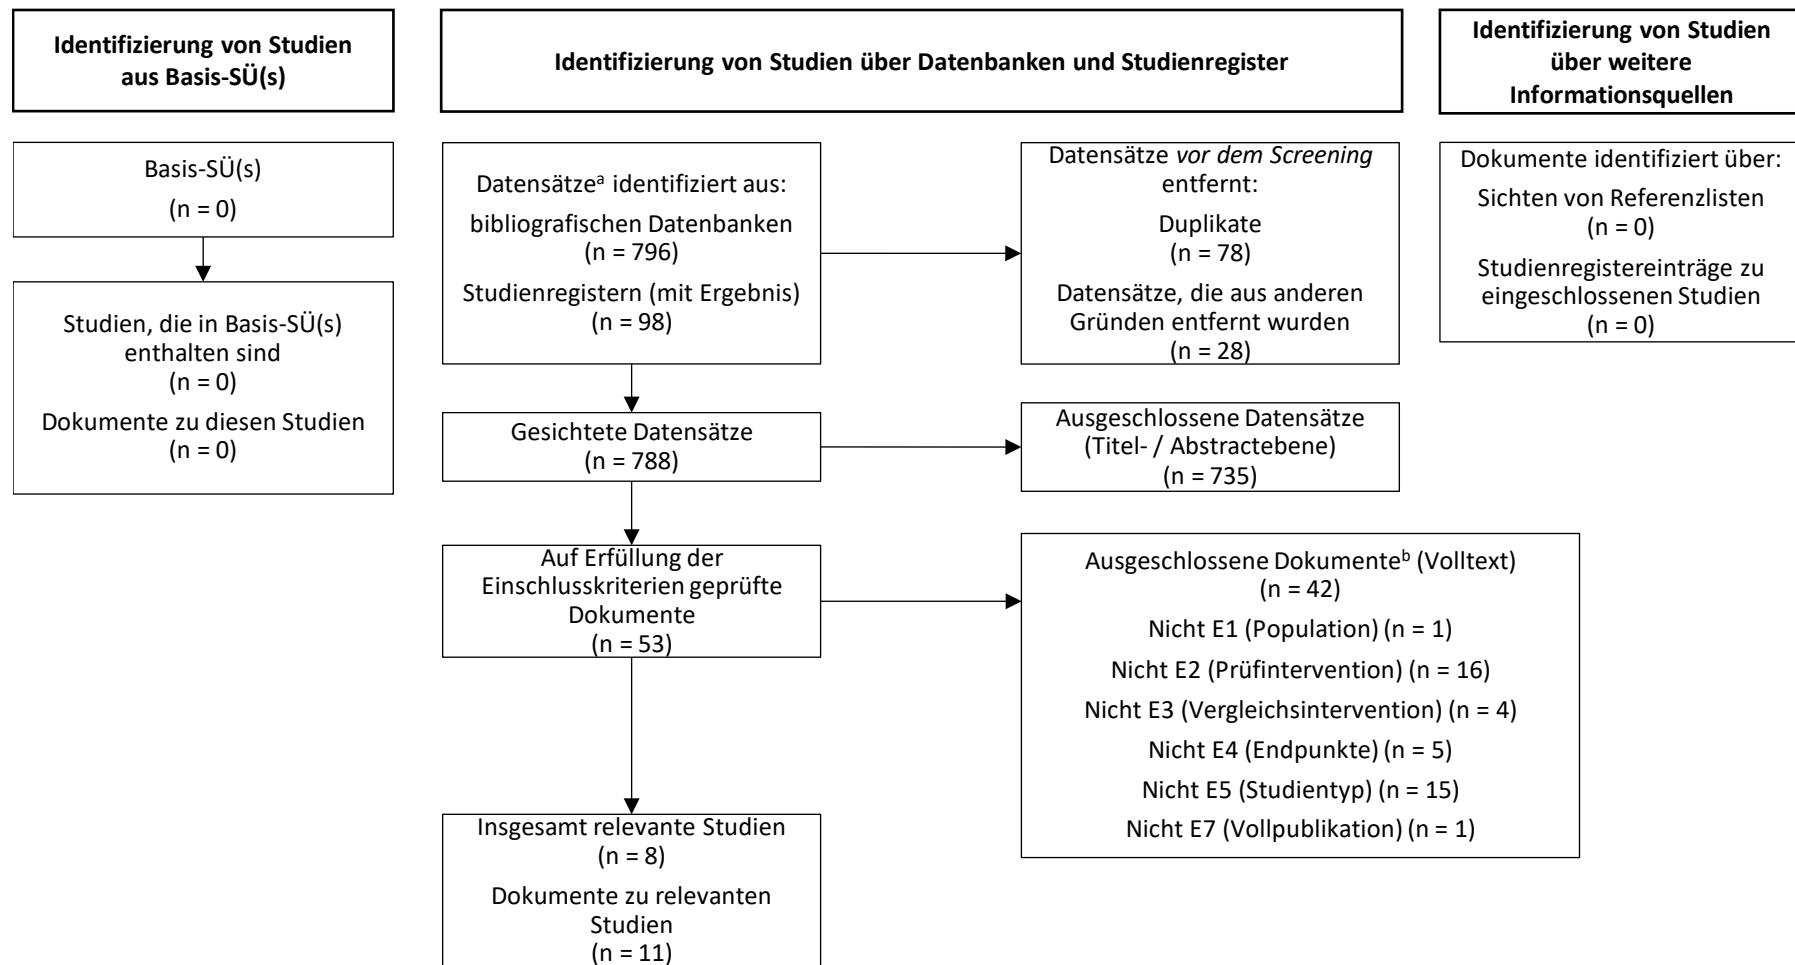 Identifizierung von Studien
aus Basis-SÜ(s)
Identifizierung von Studien über Datenbanken und Studienregister
Identifizierung von Studien
über weitere
Informationsquellen
Basis-SÜ(s)
(n = 0)
Studien, die in Basis-SÜ(s)
enthalten sind
(n = 0)
Dokumente zu diesen Studien
(n = 0)
Datensätzeᵃ identifiziert aus:
bibliografischen Datenbanken
(n = 796)
Studienregistern (mit Ergebnis)
(n = 98)
Datensätze vor dem Screening
entfernt:
Duplikate
(n = 78)
Datensätze, die aus anderen
Gründen entfernt wurden
(n = 28)
Dokumente identifiziert über:
Sichten von Referenzlisten
(n = 0)
Studienregistereinträge zu
eingeschlossenen Studien
(n = 0)
Gesichtete Datensätze
(n = 788)
Ausgeschlossene Datensätze
(Titel- / Abstractebene)
(n = 735)
Auf Erfüllung der
Einschlusskriterien geprüfte
Dokumente
(n = 53)
Ausgeschlossene Dokumenteᵇ (Volltext)
(n = 42)
Nicht E1 (Population) (n = 1)
Nicht E2 (Prüfintervention) (n = 16)
Nicht E3 (Vergleichsintervention) (n = 4)
Nicht E4 (Endpunkte) (n = 5)
Nicht E5 (Studientyp) (n = 15)
Nicht E7 (Vollpublikation) (n = 1)
Insgesamt relevante Studien
(n = 8)
Dokumente zu relevanten
Studien
(n = 11)